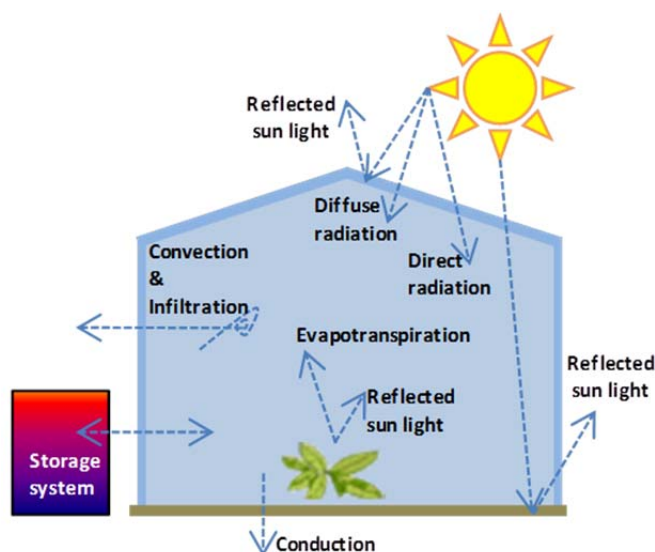 Reflected
sun light
Diffuse
radiation
Direct
radiation
Convection
&
Infiltration
Evapotranspiration
Reflected
sun light
Reflected
sun light
Storage
system
Conduction